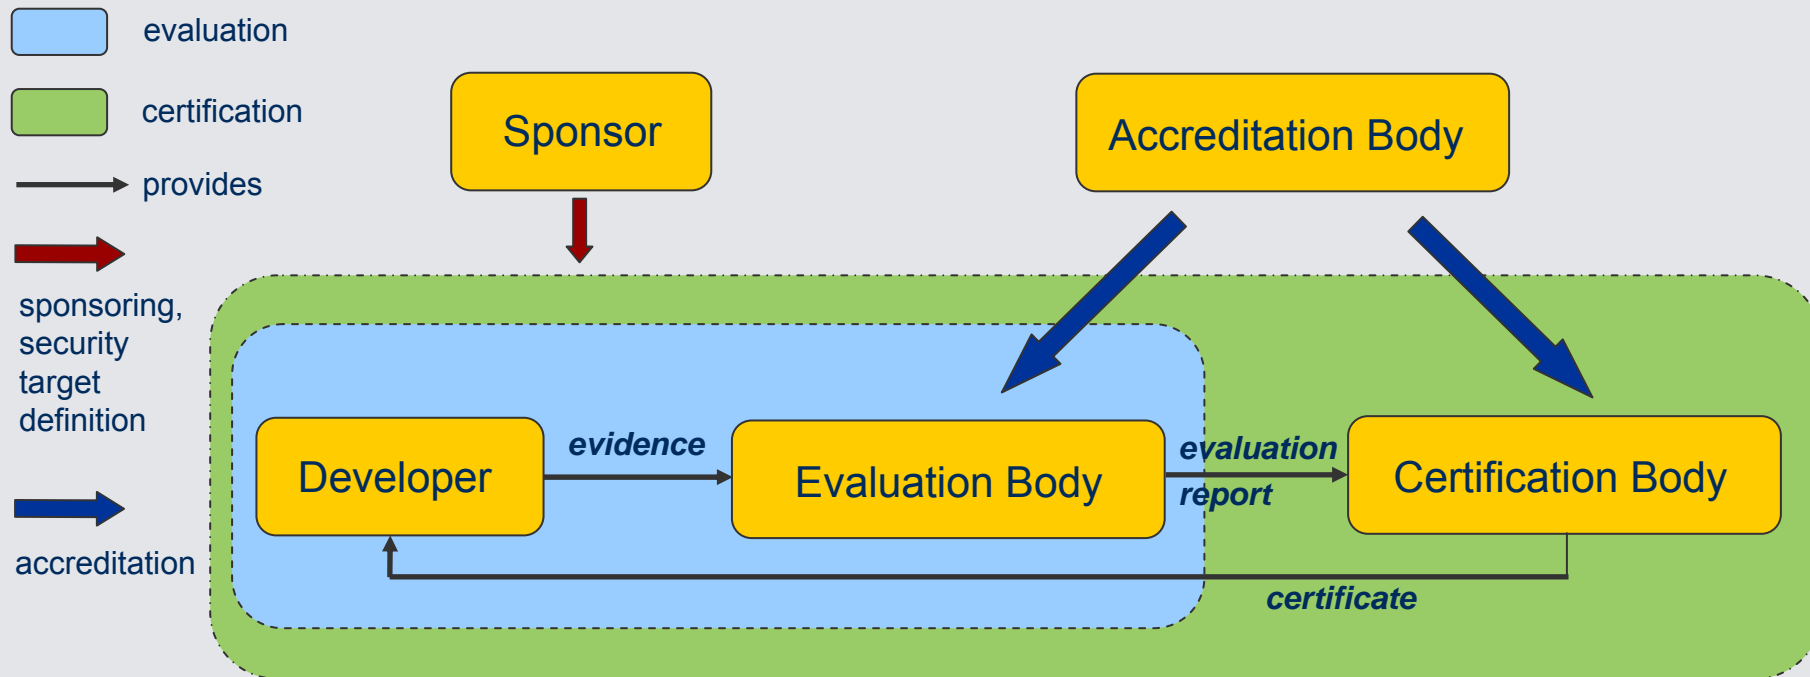 evaluation
certification
provides
sponsoring,
security
target
definition
accreditation
Sponsor
Accreditation Body
Developer
evidence
Evaluation Body
evaluation
report
Certification Body
certificate